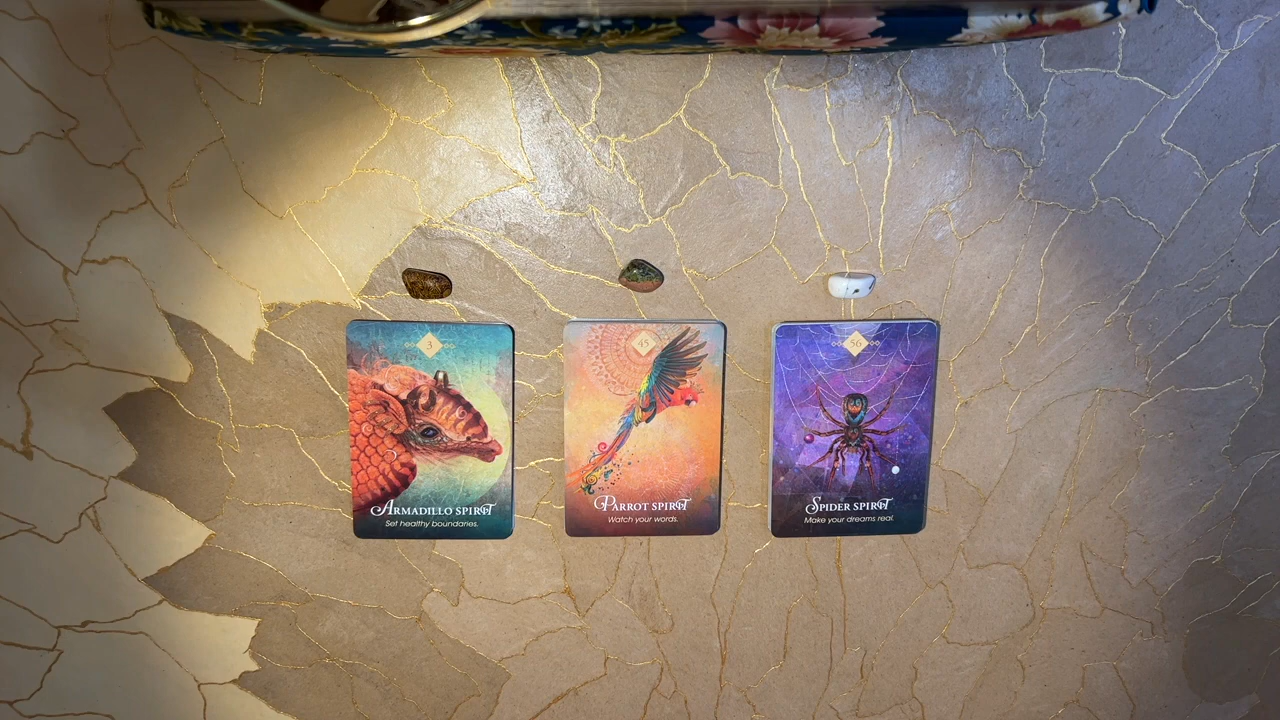 3
ARMADILLO SPIRIT
Set healthy boundaries.
45
PARROT SPIRIT
Watch your words.
56
SPIDER SPIRIT
Make your dreams real.